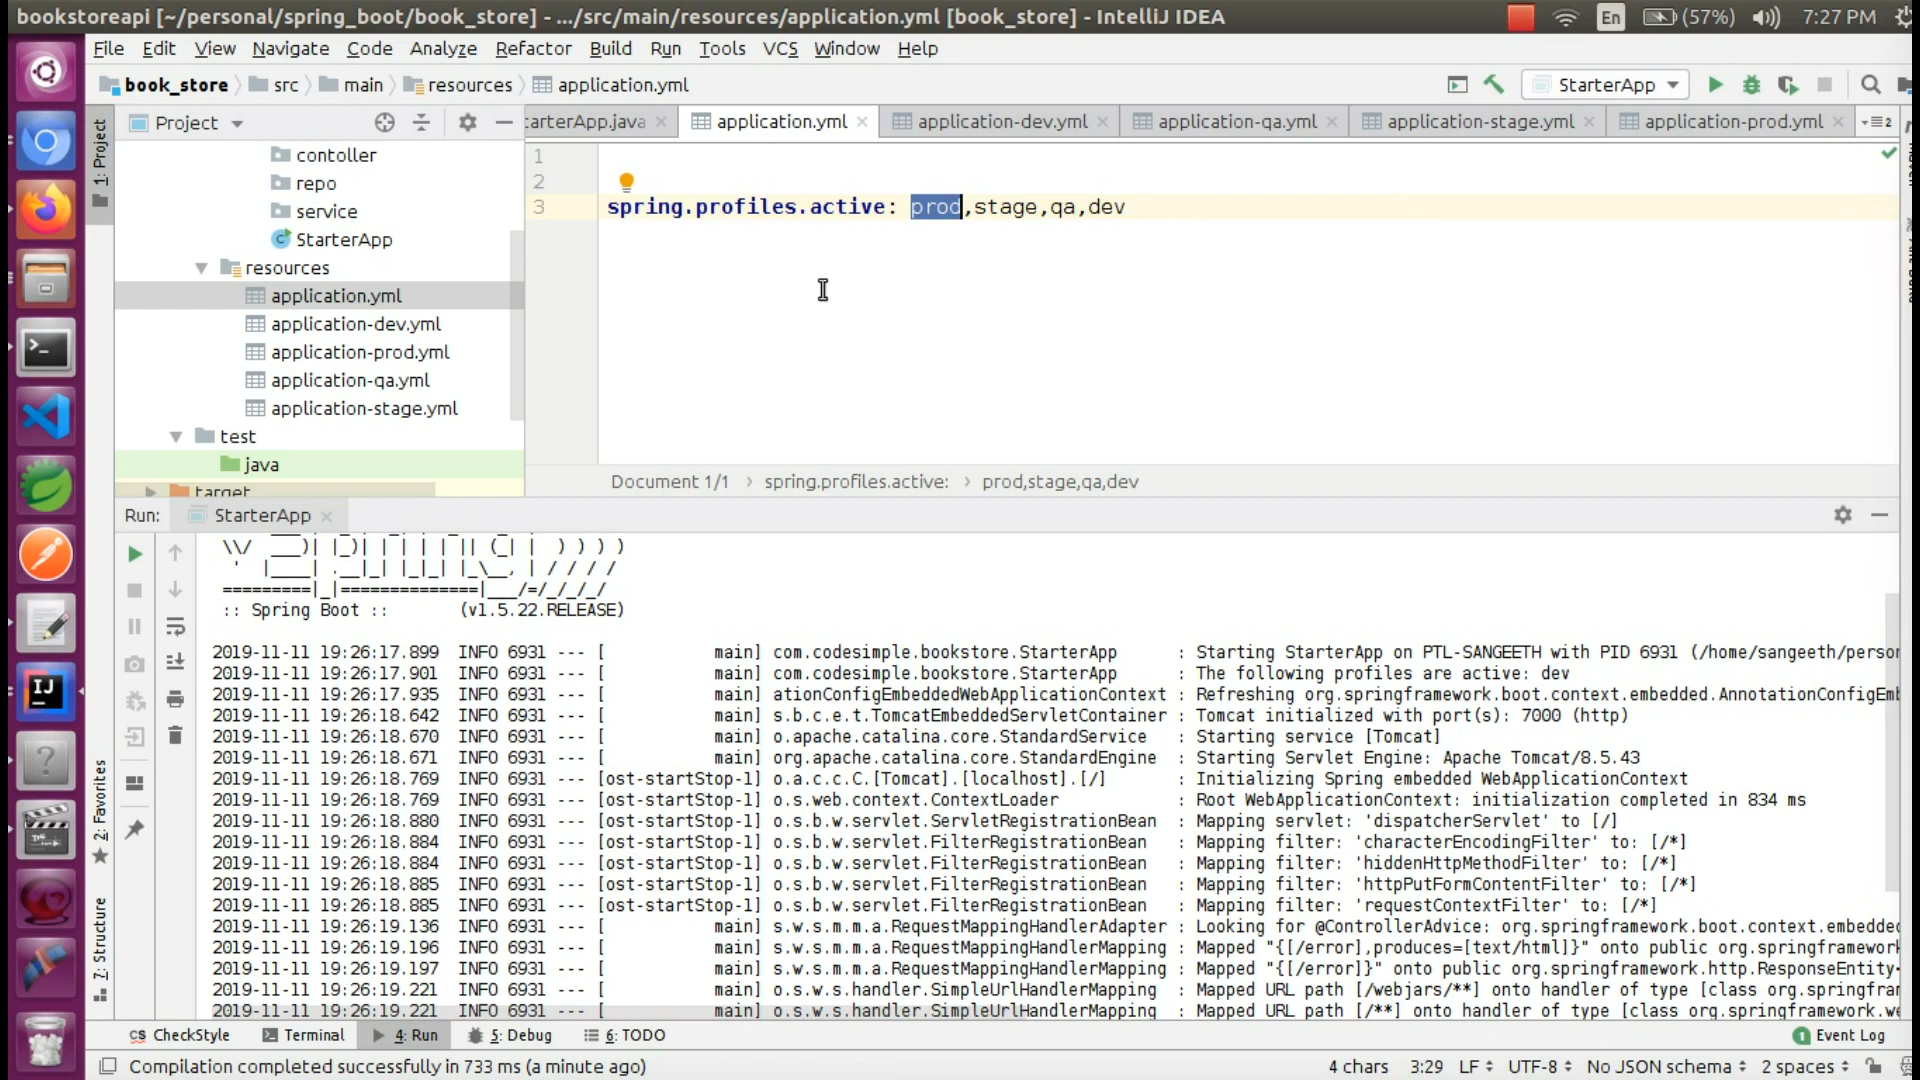 bookstoreapi [~/personal/spring_boot/book_store] - .../src/main/resources/application.yml [book_store] - IntelliJ IDEA
En (57%) 7:27 PM
File Edit View Navigate Code Analyze Refactor Build Run Tools VCS Window Help
book_store src main resources application.yml StarterApp
1: Project
Project
contoller
repo
service
StarterApp
resources
application.yml
application-dev.yml
application-prod.yml
application-qa.yml
application-stage.yml
test
java
target
tarterApp.java application.yml application-dev.yml application-qa.yml application-stage.yml application-prod.yml 2
1
2
3 spring.profiles.active: prod,stage,qa,dev
Document 1/1 › spring.profiles.active: › prod,stage,qa,dev
Run: StarterApp
:: Spring Boot :: (v1.5.22.RELEASE)
2019-11-11 19:26:17.899 INFO 6931 --- [ main] com.codesimple.bookstore.StarterApp : Starting StarterApp on PTL-SANGEETH with PID 6931 (/home/sangeeth/person
2019-11-11 19:26:17.901 INFO 6931 --- [ main] com.codesimple.bookstore.StarterApp : The following profiles are active: dev
2019-11-11 19:26:17.935 INFO 6931 --- [ main] ationConfigEmbeddedWebApplicationContext : Refreshing org.springframework.boot.context.embedded.AnnotationConfigEmb
2019-11-11 19:26:18.642 INFO 6931 --- [ main] s.b.c.e.t.TomcatEmbeddedServletContainer : Tomcat initialized with port(s): 7000 (http)
2019-11-11 19:26:18.670 INFO 6931 --- [ main] o.apache.catalina.core.StandardService : Starting service [Tomcat]
2019-11-11 19:26:18.671 INFO 6931 --- [ main] org.apache.catalina.core.StandardEngine : Starting Servlet Engine: Apache Tomcat/8.5.43
2019-11-11 19:26:18.769 INFO 6931 --- [ost-startStop-1] o.a.c.c.C.[Tomcat].[localhost].[/] : Initializing Spring embedded WebApplicationContext
2019-11-11 19:26:18.769 INFO 6931 --- [ost-startStop-1] o.s.web.context.ContextLoader : Root WebApplicationContext: initialization completed in 834 ms
2019-11-11 19:26:18.880 INFO 6931 --- [ost-startStop-1] o.s.b.w.servlet.ServletRegistrationBean : Mapping servlet: 'dispatcherServlet' to [/]
2019-11-11 19:26:18.884 INFO 6931 --- [ost-startStop-1] o.s.b.w.servlet.FilterRegistrationBean : Mapping filter: 'characterEncodingFilter' to: [/*]
2019-11-11 19:26:18.884 INFO 6931 --- [ost-startStop-1] o.s.b.w.servlet.FilterRegistrationBean : Mapping filter: 'hiddenHttpMethodFilter' to: [/*]
2019-11-11 19:26:18.885 INFO 6931 --- [ost-startStop-1] o.s.b.w.servlet.FilterRegistrationBean : Mapping filter: 'httpPutFormContentFilter' to: [/*]
2019-11-11 19:26:18.885 INFO 6931 --- [ost-startStop-1] o.s.b.w.servlet.FilterRegistrationBean : Mapping filter: 'requestContextFilter' to: [/*]
2019-11-11 19:26:19.136 INFO 6931 --- [ main] s.w.s.m.m.a.RequestMappingHandlerAdapter : Looking for @ControllerAdvice: org.springframework.boot.context.embedded
2019-11-11 19:26:19.196 INFO 6931 --- [ main] s.w.s.m.m.a.RequestMappingHandlerMapping : Mapped "{[/error],produces=[text/html]}" onto public org.springframework
2019-11-11 19:26:19.197 INFO 6931 --- [ main] s.w.s.m.m.a.RequestMappingHandlerMapping : Mapped "{[/error]}" onto public org.springframework.http.ResponseEntity<
2019-11-11 19:26:19.221 INFO 6931 --- [ main] o.s.w.s.handler.SimpleUrlHandlerMapping : Mapped URL path [/webjars/**] onto handler of type [class org.springfram
2019-11-11 19:26:19.221 INFO 6931 --- [ main] o.s.w.s.handler.SimpleUrlHandlerMapping : Mapped URL path [/**] onto handler of type [class org.springframework.we
2: Favorites
7: Structure
CheckStyle Terminal 4: Run 5: Debug 6: TODO 1 Event Log
Compilation completed successfully in 733 ms (a minute ago) 4 chars 3:29 LF UTF-8 No JSON schema 2 spaces